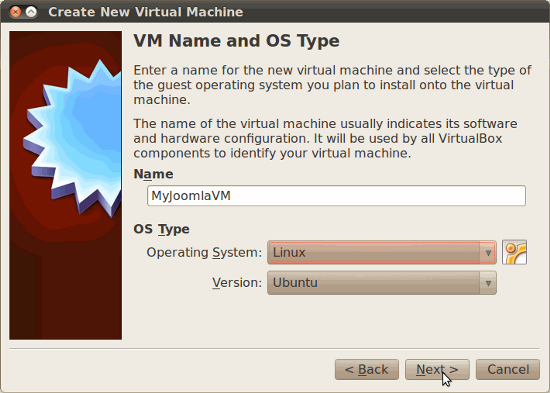 Create New Virtual Machine
VM Name and OS Type
Enter a name for the new virtual machine and select the type of
the guest operating system you plan to install onto the virtual
machine.
The name of the virtual machine usually indicates its software
and hardware configuration. It will be used by all VirtualBox
components to identify your virtual machine.
Name
MyJoomlaVM
OS Type
Operating System: Linux
Version: Ubuntu
< Back Next > Cancel